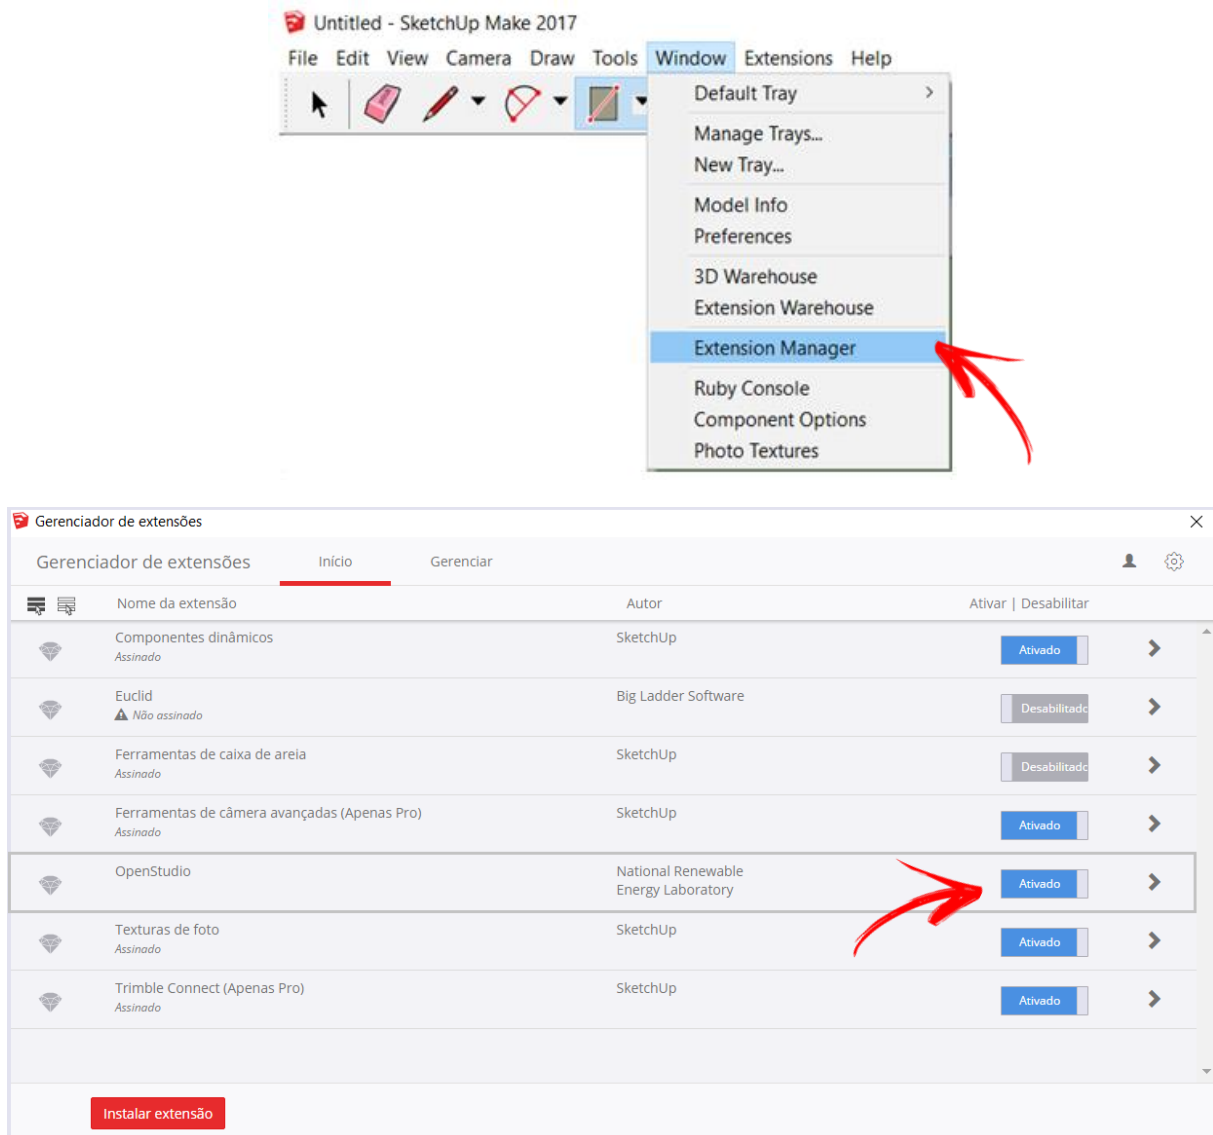 Untitled - SketchUp Make 2017
File Edit View Camera Draw Tools Window Extensions Help
Default Tray
Manage Trays...
New Tray...
Model Info
Preferences
3D Warehouse
Extension Warehouse
Extension Manager
Ruby Console
Component Options
Photo Textures
Gerenciador de extensões
Gerenciador de extensões Início Gerenciar
Nome da extensão Autor Ativar | Desabilitar
Componentes dinâmicos SketchUp
Assinado Ativado
Euclid Big Ladder Software
Não assinado Desabilitadc
Ferramentas de caixa de areia SketchUp
Assinado Desabilitadc
Ferramentas de câmera avançadas (Apenas Pro) SketchUp
Assinado Ativado
OpenStudio National Renewable
Energy Laboratory Ativado
Texturas de foto SketchUp
Assinado Ativado
Trimble Connect (Apenas Pro) SketchUp
Assinado Ativado
Instalar extensão